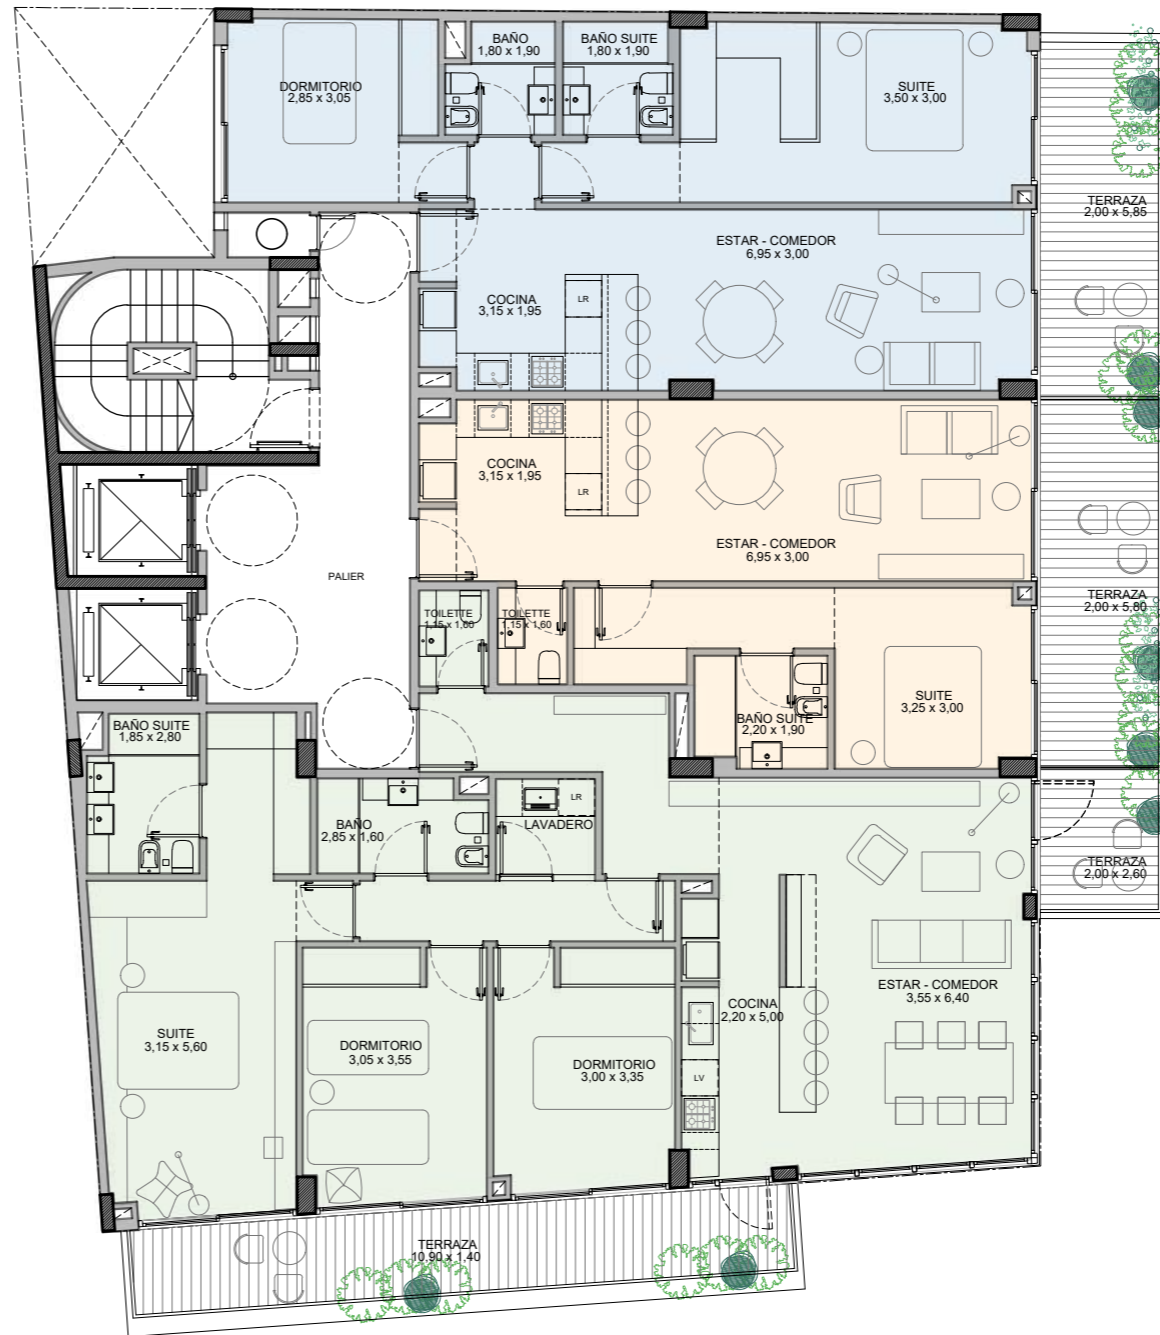 BAÑO
1,80 x 1,90
BAÑO SUITE
1,80 x 1,90
DORMITORIO
2,85 x 3,05
SUITE
3,50 x 3,00
TERRAZA
2,00 x 5,85
ESTAR - COMEDOR
6,95 x 3,00
COCINA
3,15 x 1,95
LR
COCINA
3,15 x 1,95
LR
ESTAR - COMEDOR
6,95 x 3,00
PALIER
TERRAZA
2,00 x 5,80
TOILETTE
1,15 x 1,60
TOILETTE
1,15 x 1,60
SUITE
3,25 x 3,00
BAÑO SUITE
2,20 x 1,90
BAÑO SUITE
1,85 x 2,80
LR
BAÑO
2,85 x 1,60
LAVADERO
TERRAZA
2,00 x 2,60
ESTAR - COMEDOR
3,55 x 6,40
COCINA
2,20 x 5,00
SUITE
3,15 x 5,60
DORMITORIO
3,05 x 3,55
DORMITORIO
3,00 x 3,35
LV
TERRAZA
10,90 x 1,40